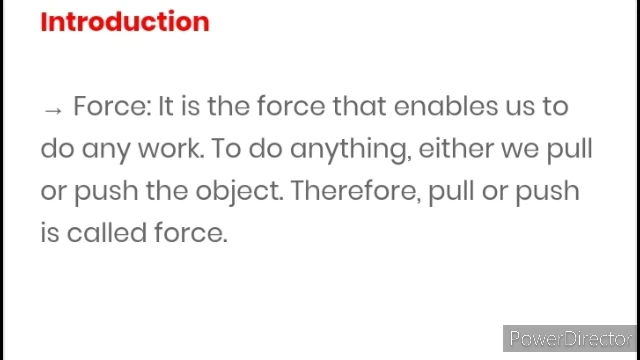 Introduction
→ Force: It is the force that enables us to
do any work. To do anything, either we pull
or push the object. Therefore, pull or push
is called force.
PowerDirector